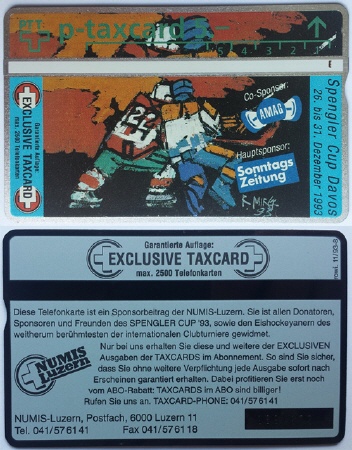 PTT
p-taxcard 5.-
5 4 3 2 1
Garantierte Auflage:
max. 2500 Telefonkarten
EXCLUSIVE TAXCARD
Co-Sponsor:
AMAG
Hauptsponsor:
Sonntags
Zeitung
Spengler Cup Davos
26. bis 31. Dezember 1993
Garantierte Auflage:
EXCLUSIVE TAXCARD
max. 2500 Telefonkarten
Diese Telefonkarte ist ein Sponsorbeitrag der NUMIS-Luzern. Sie ist allen Donatoren,
Sponsoren und Freunden des SPENGLER CUP '93, sowie den Eishockeyanern des
weitherum berühmtesten der internationalen Clubturniere gewidmet.
NUMIS
Luzern
Nur bei uns erhalten Sie diese und weitere der EXCLUSIVEN
Ausgaben der TAXCARDS im Abonnement. So sind Sie sicher,
dass Sie ohne weitere Verpflichtung jede Ausgabe sofort nach
Erscheinen garantiert erhalten. Dabei profitieren Sie erst noch
vom ABO-Rabatt: TAXCARDS im ABO sind billiger!
Rufen Sie uns an. TAXCARD-PHONE: 041/576141
NUMIS-Luzern, Postfach, 6000 Luzern 11
Tel. 041/576141 Fax 041/576118